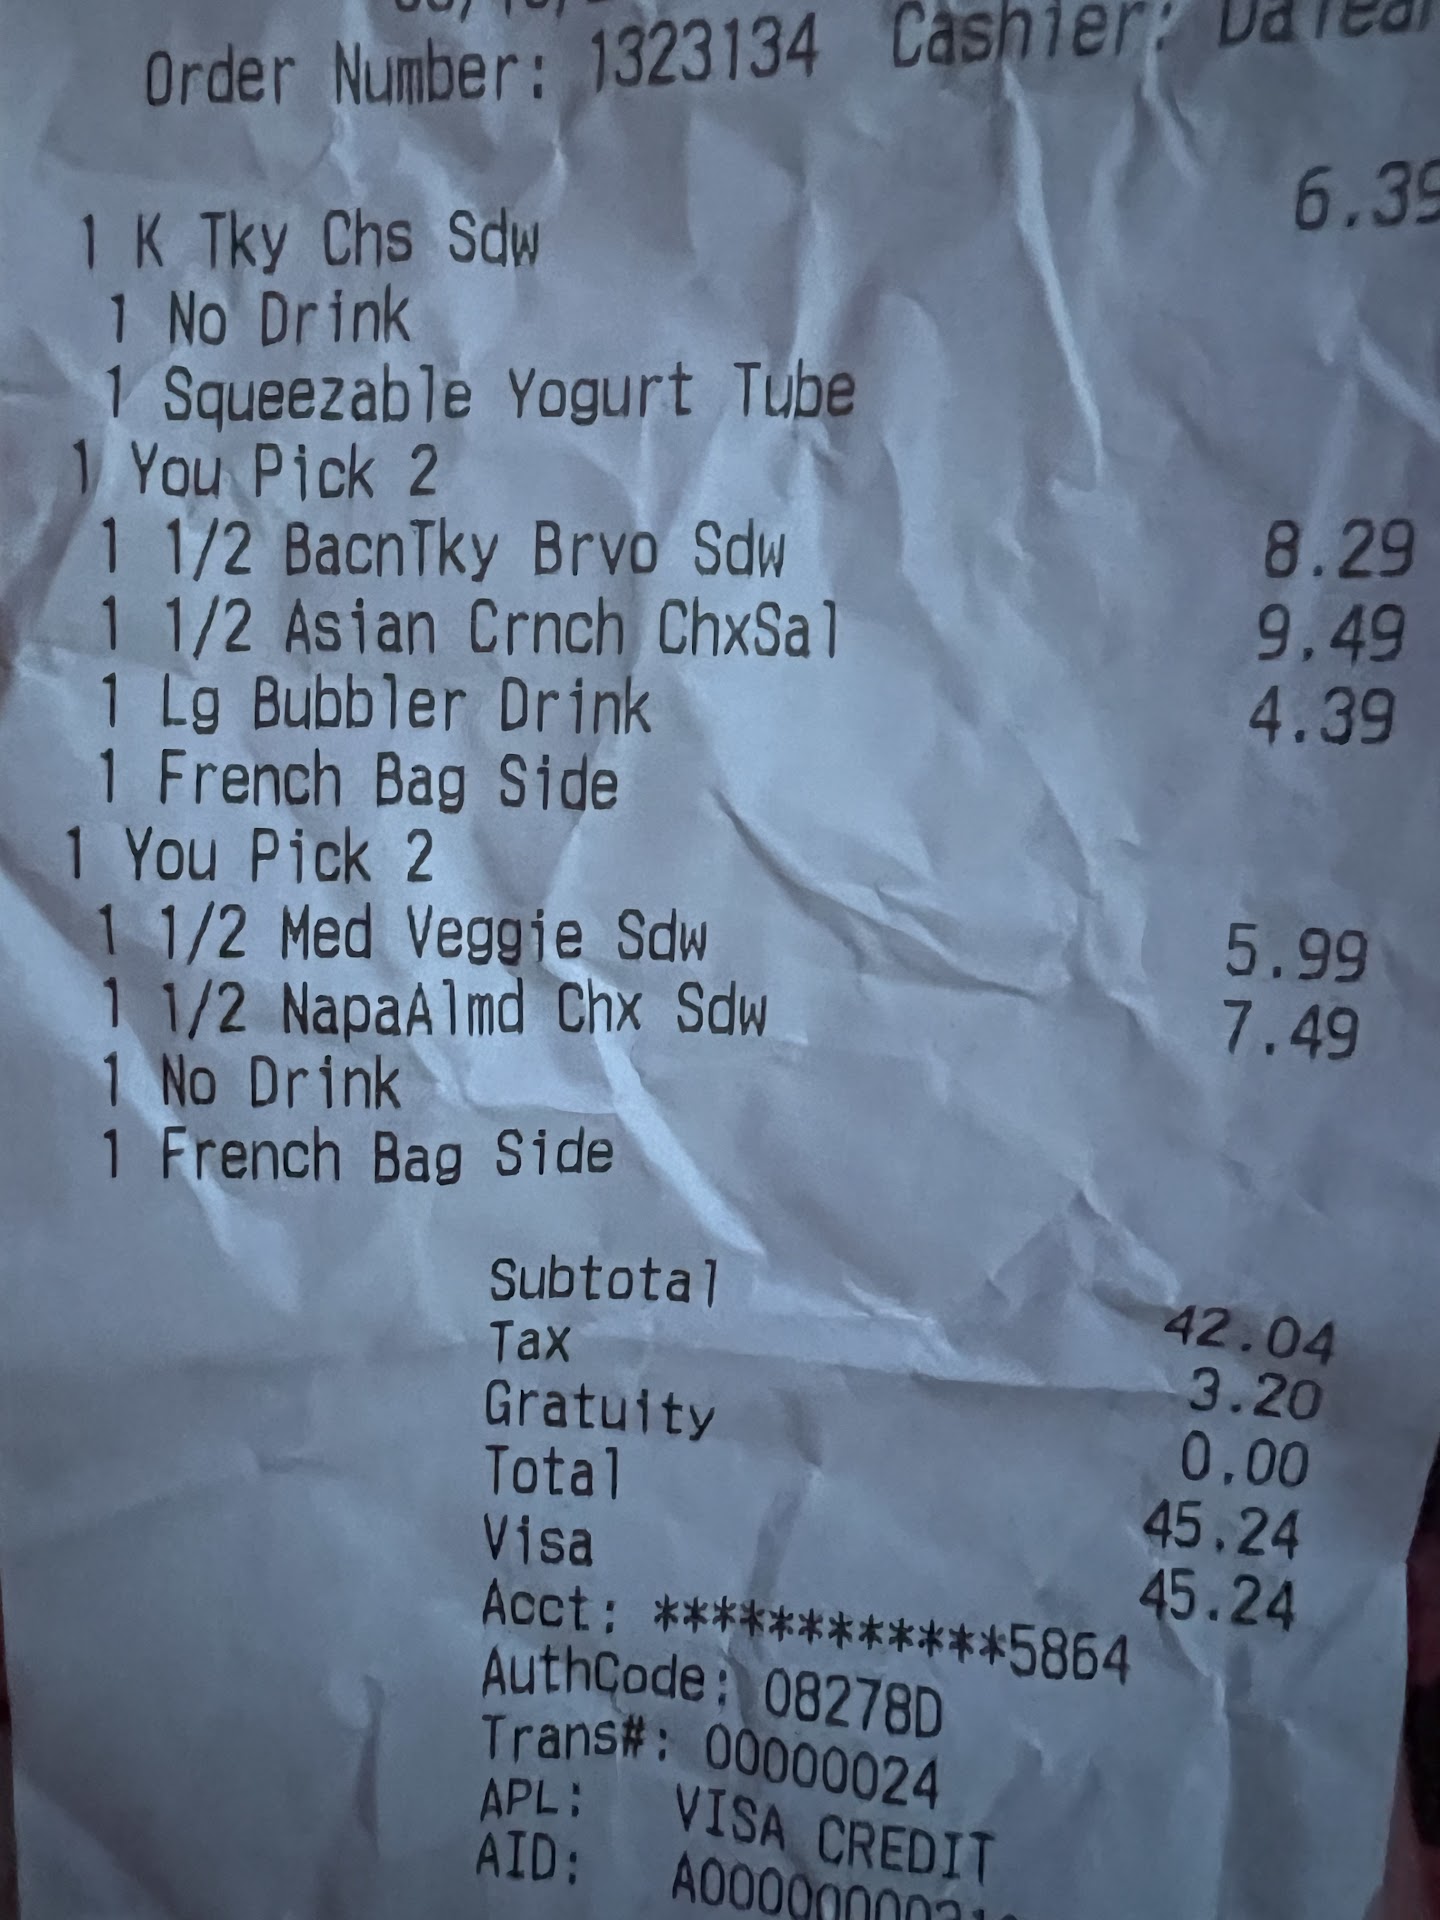 Order Number: 1323134 Cashier:
1 K Tky Chs Sdw 6.39
1 No Drink
1 Squeezable Yogurt Tube
1 You Pick 2
1 1/2 BacnTky Brvo Sdw 8.29
1 1/2 Asian Crnch ChxSal 9.49
1 Lg Bubbler Drink 4.39
1 French Bag Side
1 You Pick 2
1 1/2 Med Veggie Sdw 5.99
1 1/2 NapaAlmd Chx Sdw 7.49
1 No Drink
1 French Bag Side
Subtotal 42.04
Tax 3.20
Gratuity 0.00
Total 45.24
Visa 45.24
Acct: ************5864
AuthCode: 08278D
Trans#: 00000024
APL: VISA CREDIT
AID: